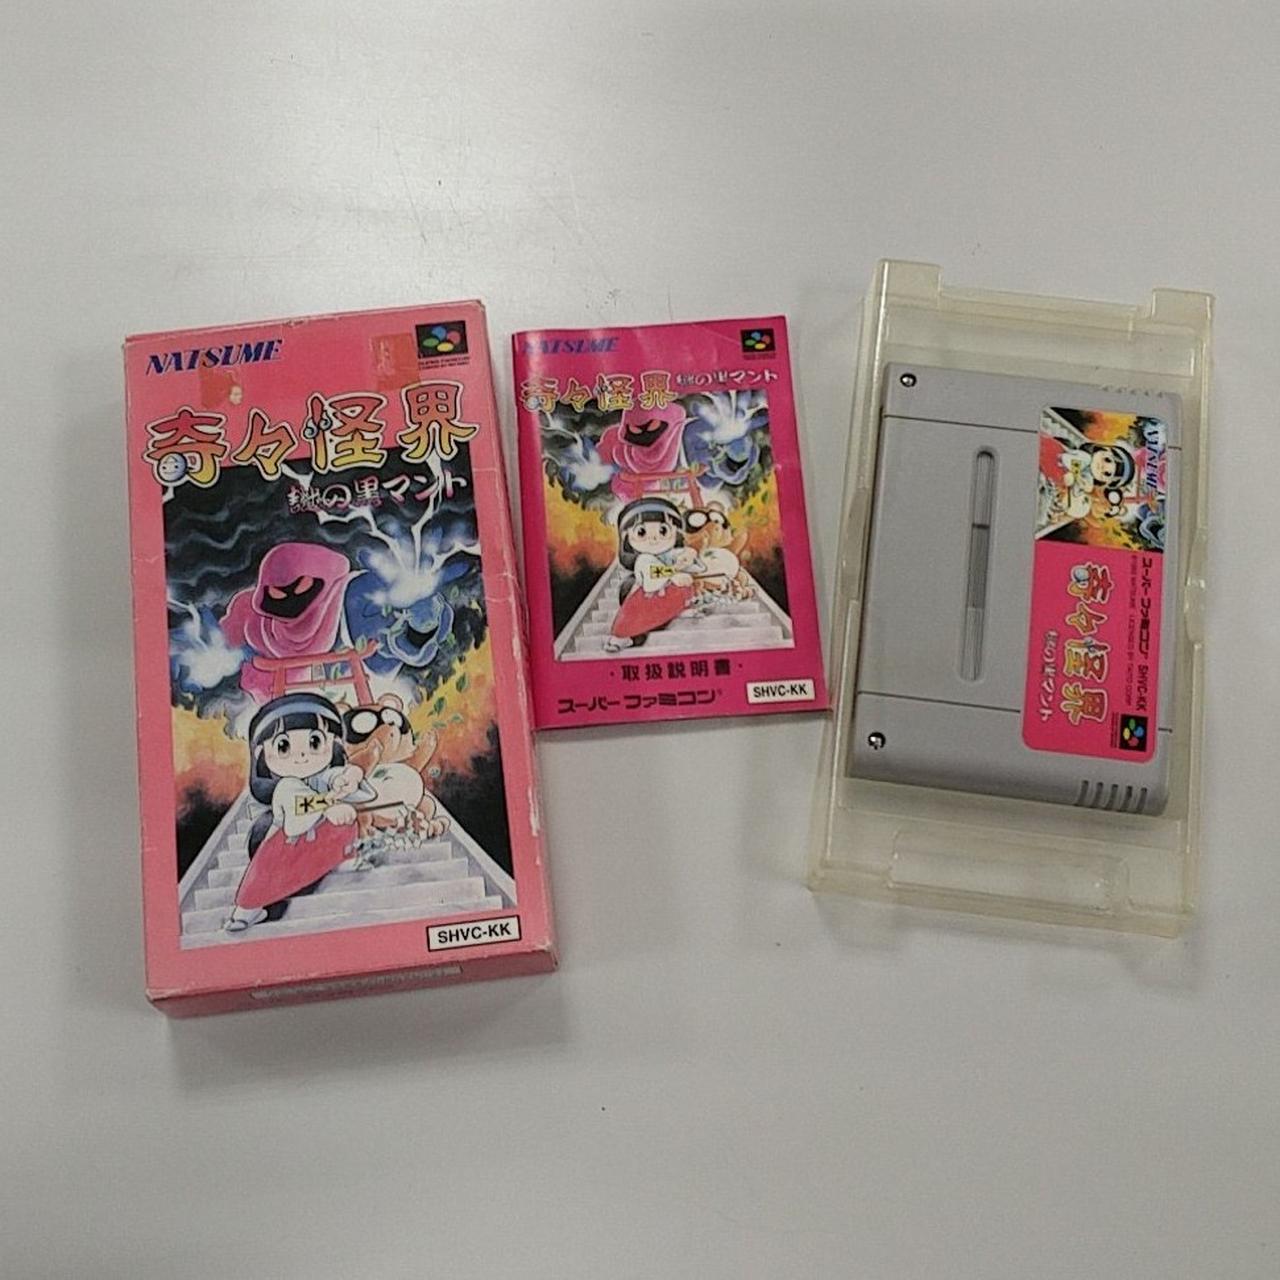 NATSUME
奇々怪界
謎の黒マント
SHVC-KK
NATSUME
奇々怪界 謎の黒マント
・取扱説明書・
スーパーファミコン
SHVC-KK
NATSUME
スーパーファミコン SHVC-KK
奇々怪界
謎の黒マント